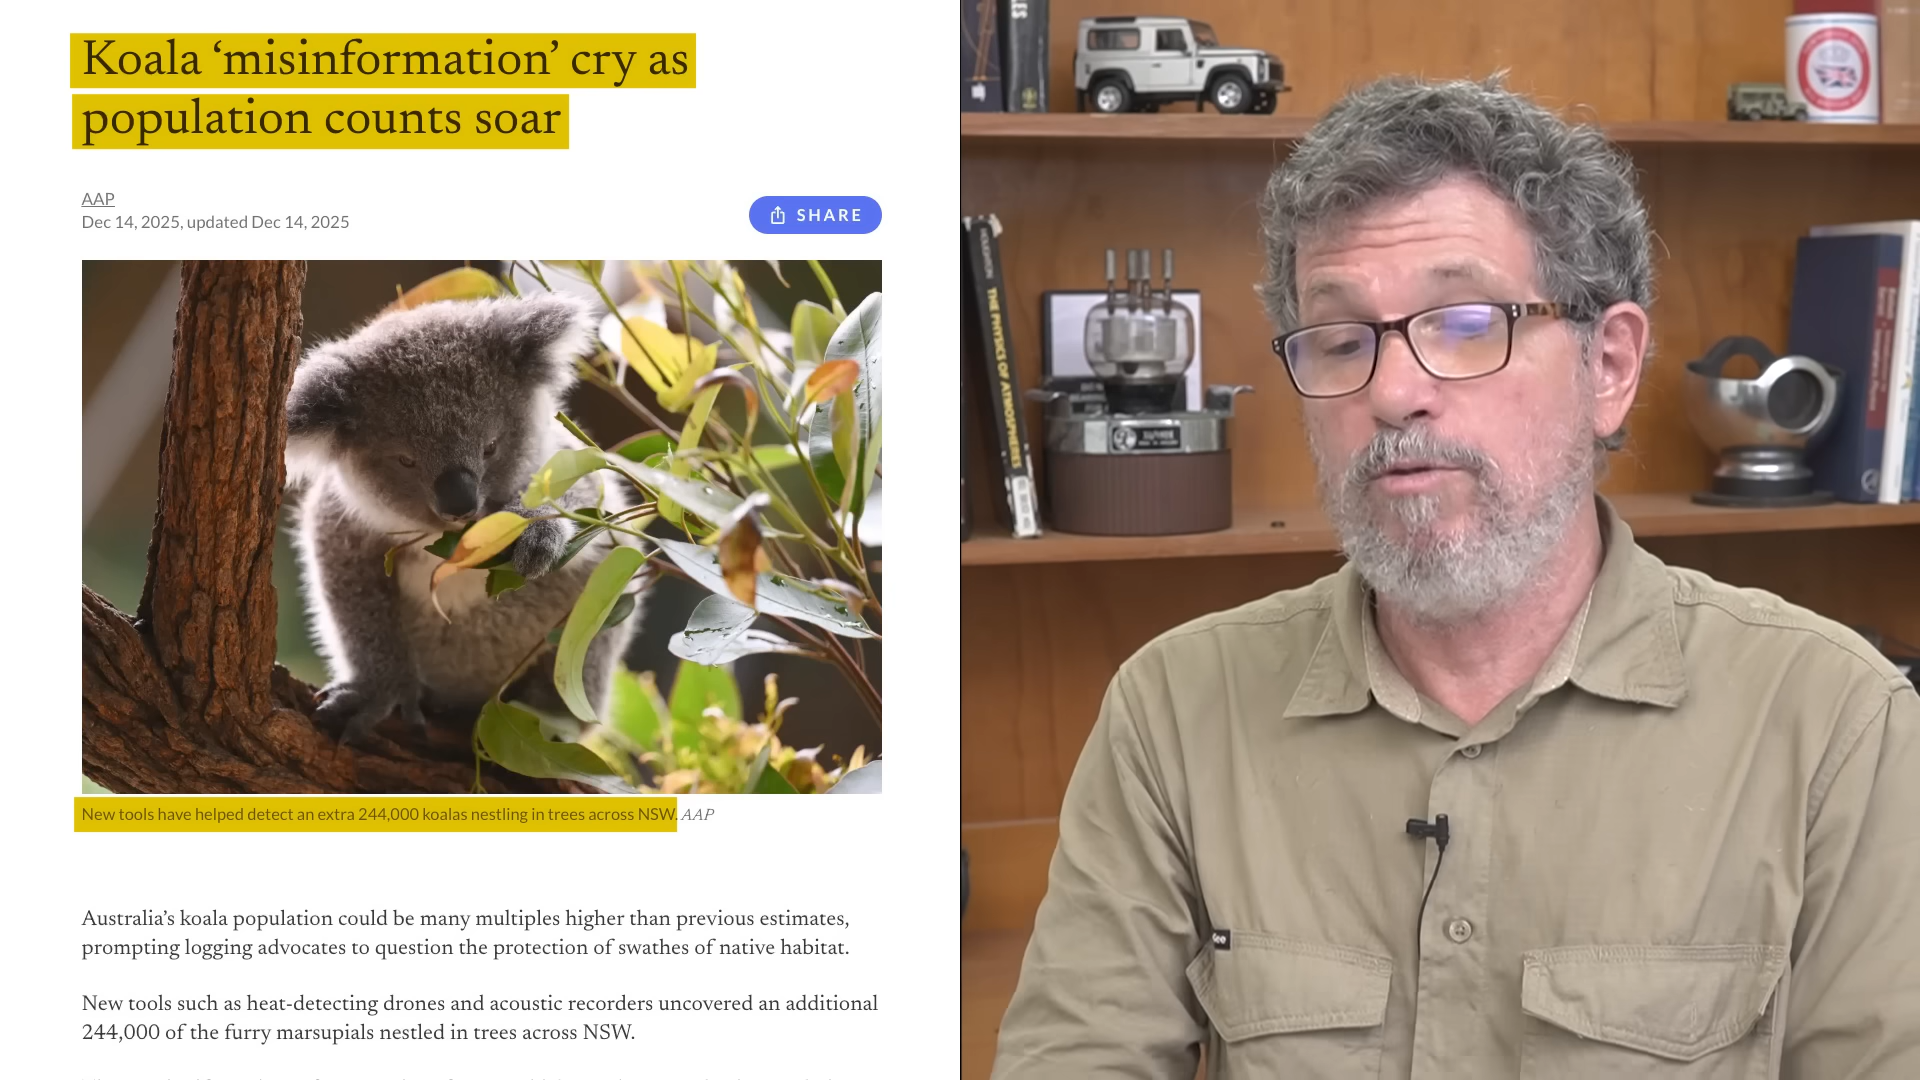 Koala ‘misinformation’ cry as
population counts soar
AAP
Dec 14, 2025, updated Dec 14, 2025
SHARE
New tools have helped detect an extra 244,000 koalas nestling in trees across NSW. AAP
Australia’s koala population could be many multiples higher than previous estimates,
prompting logging advocates to question the protection of swathes of native habitat.
New tools such as heat-detecting drones and acoustic recorders uncovered an additional
244,000 of the furry marsupials nestled in trees across NSW.
HOUGHTON THE PHYSICS OF ATMOSPHERES